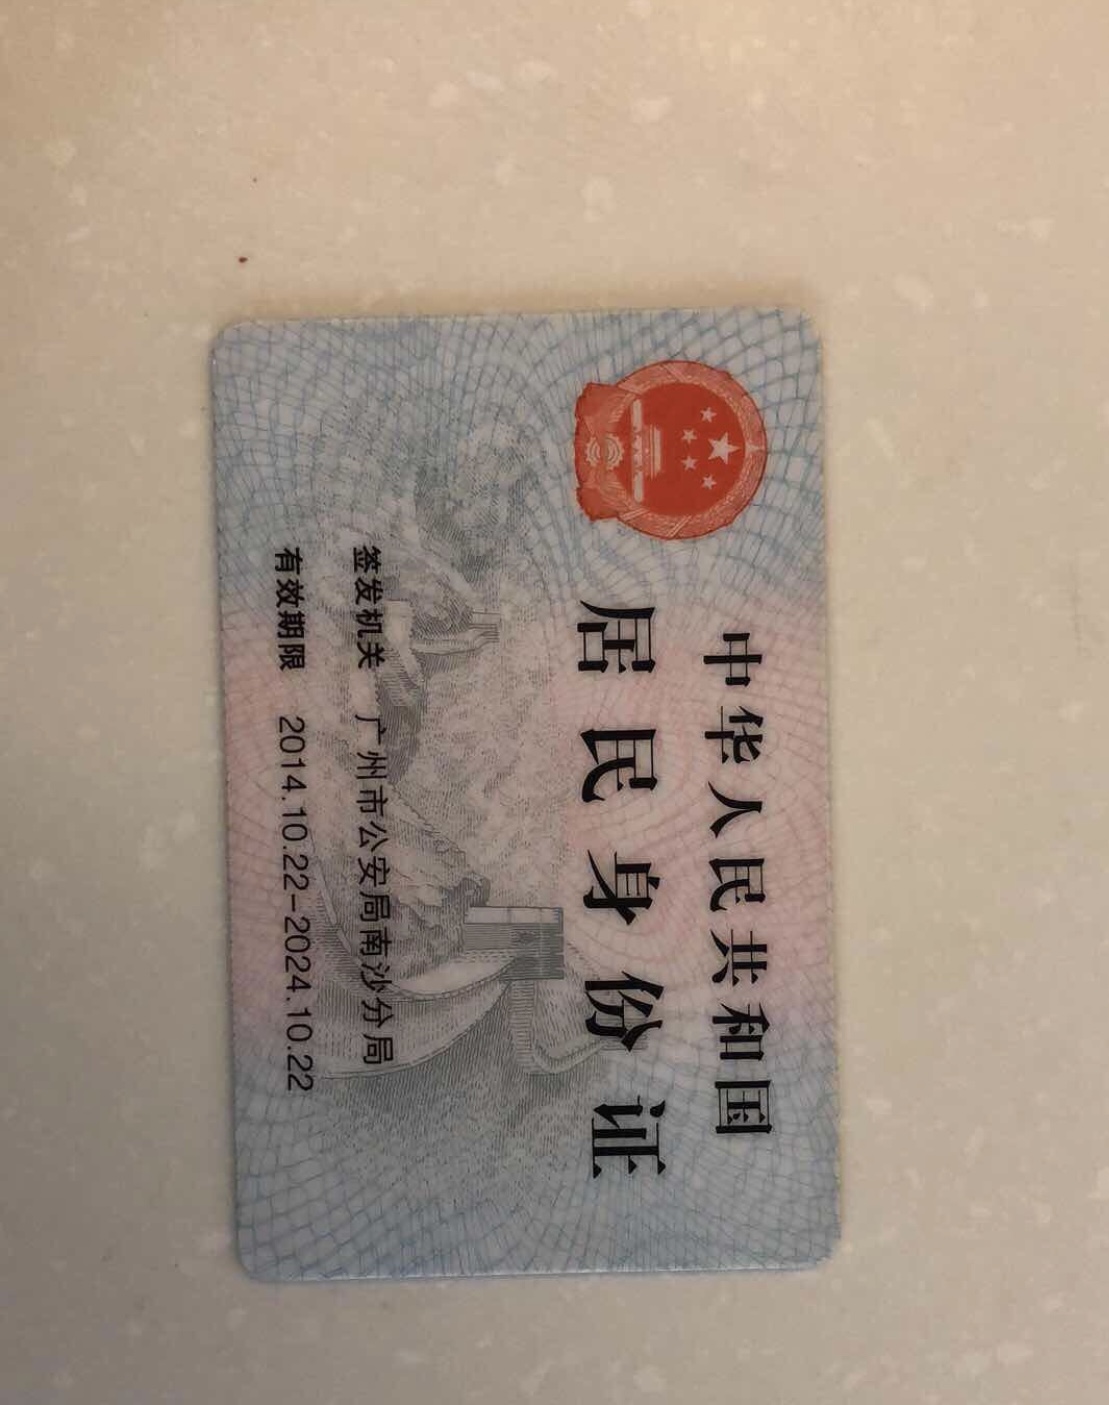 中华人民共和国
居民身份证
签发机关 广州市公安局南沙分局
有效期限 2014.10.22-2024.10.22